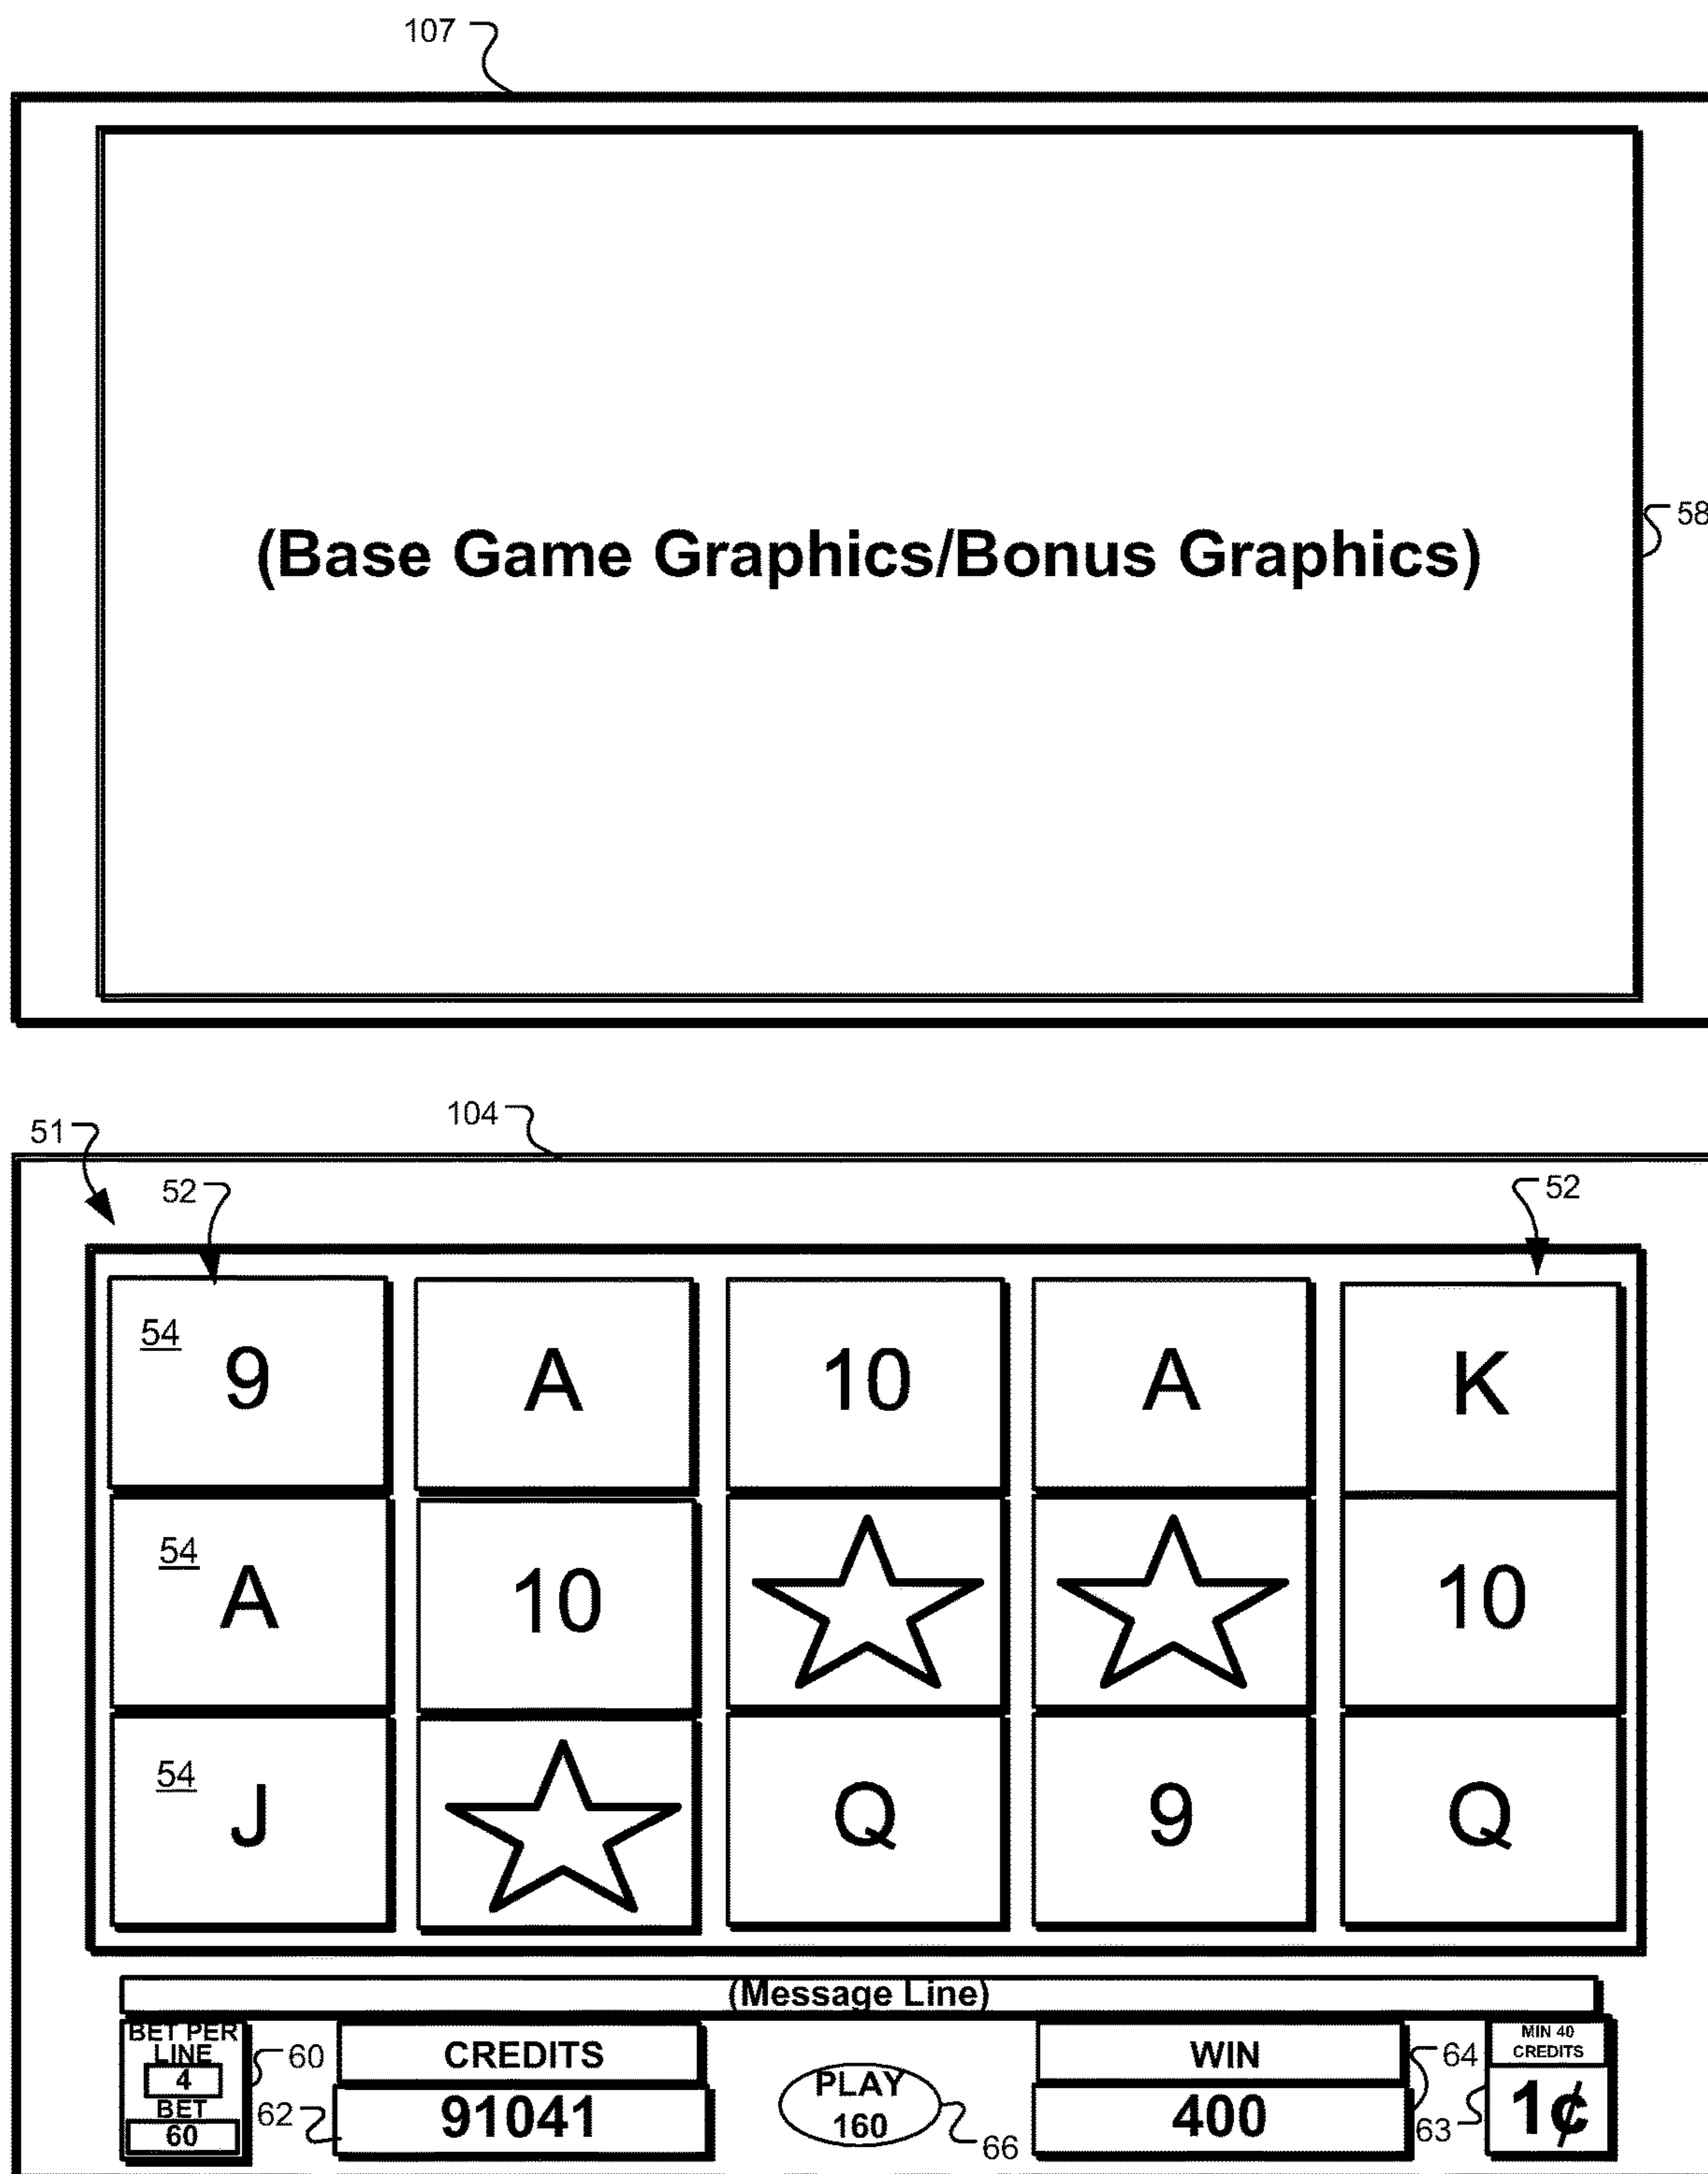 107
58
(Base Game Graphics/Bonus Graphics)
104
51
52
52
54
9 A 10 A K
54
A 10 10
54
J Q 9 Q
(Message Line)
BET PER
LINE
4
BET
60
60
CREDITS
91041
62
PLAY
160
66
WIN
400
64
63
MIN 40
CREDITS
1¢